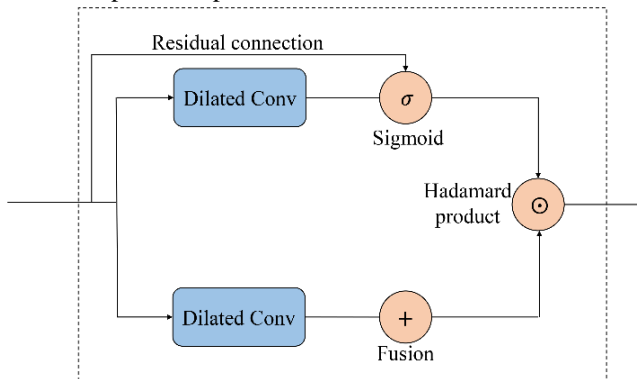 Residual connection
Dilated Conv
σ
Sigmoid
Hadamard
product
⊙
Dilated Conv
+
Fusion